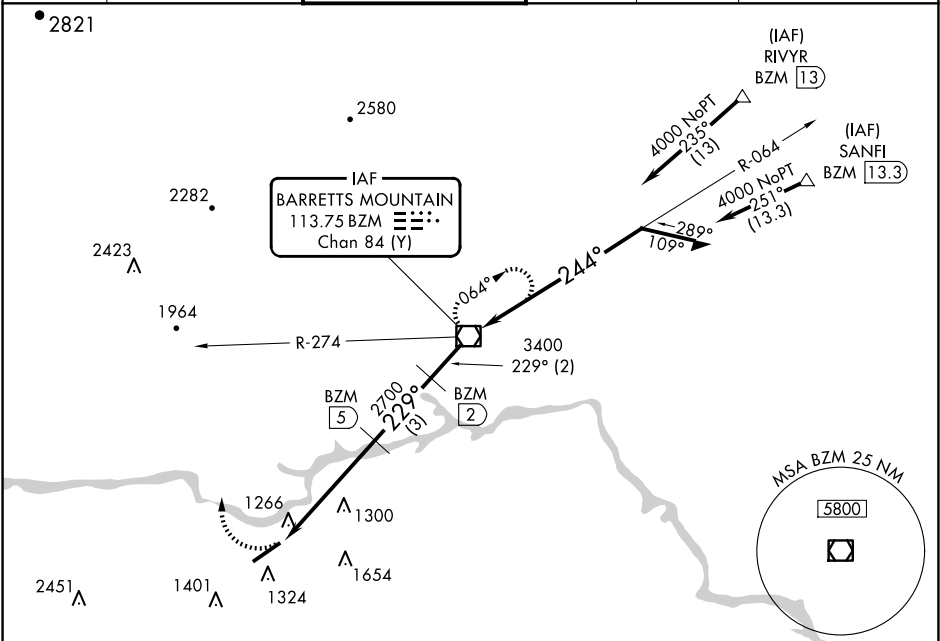 2821
(IAF)
RIVYR
BZM 13
2580
4000 NoPT
235°
(13)
R-064
(IAF)
SANFI
BZM 13.3
4000 NoPT
251°
(13.3)
IAF
BARRETTS MOUNTAIN
113.75 BZM
Chan 84 (Y)
2282
289°
109°
2423
244°
064°
1964
R-274
3400
229° (2)
BZM
5
2700
229°
(3)
BZM
2
MSA BZM 25 NM
5800
1266
1300
2451
1401
1324
1654